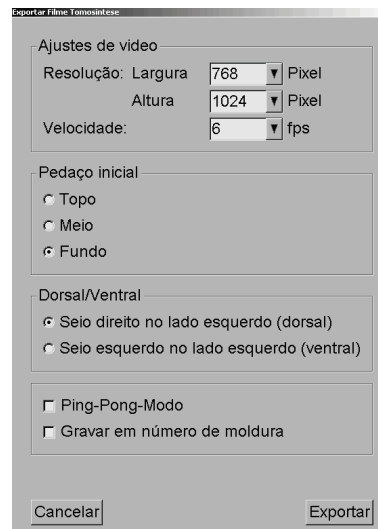 Exportar Filme Tomosintese
Ajustes de video
Resolução: Largura 768 Pixel
Altura 1024 Pixel
Velocidade: 6 fps
Pedaço inicial
Topo
Meio
Fundo
Dorsal/Ventral
Seio direito no lado esquerdo (dorsal)
Seio esquerdo no lado esquerdo (ventral)
Ping-Pong-Modo
Gravar em número de moldura
Cancelar Exportar